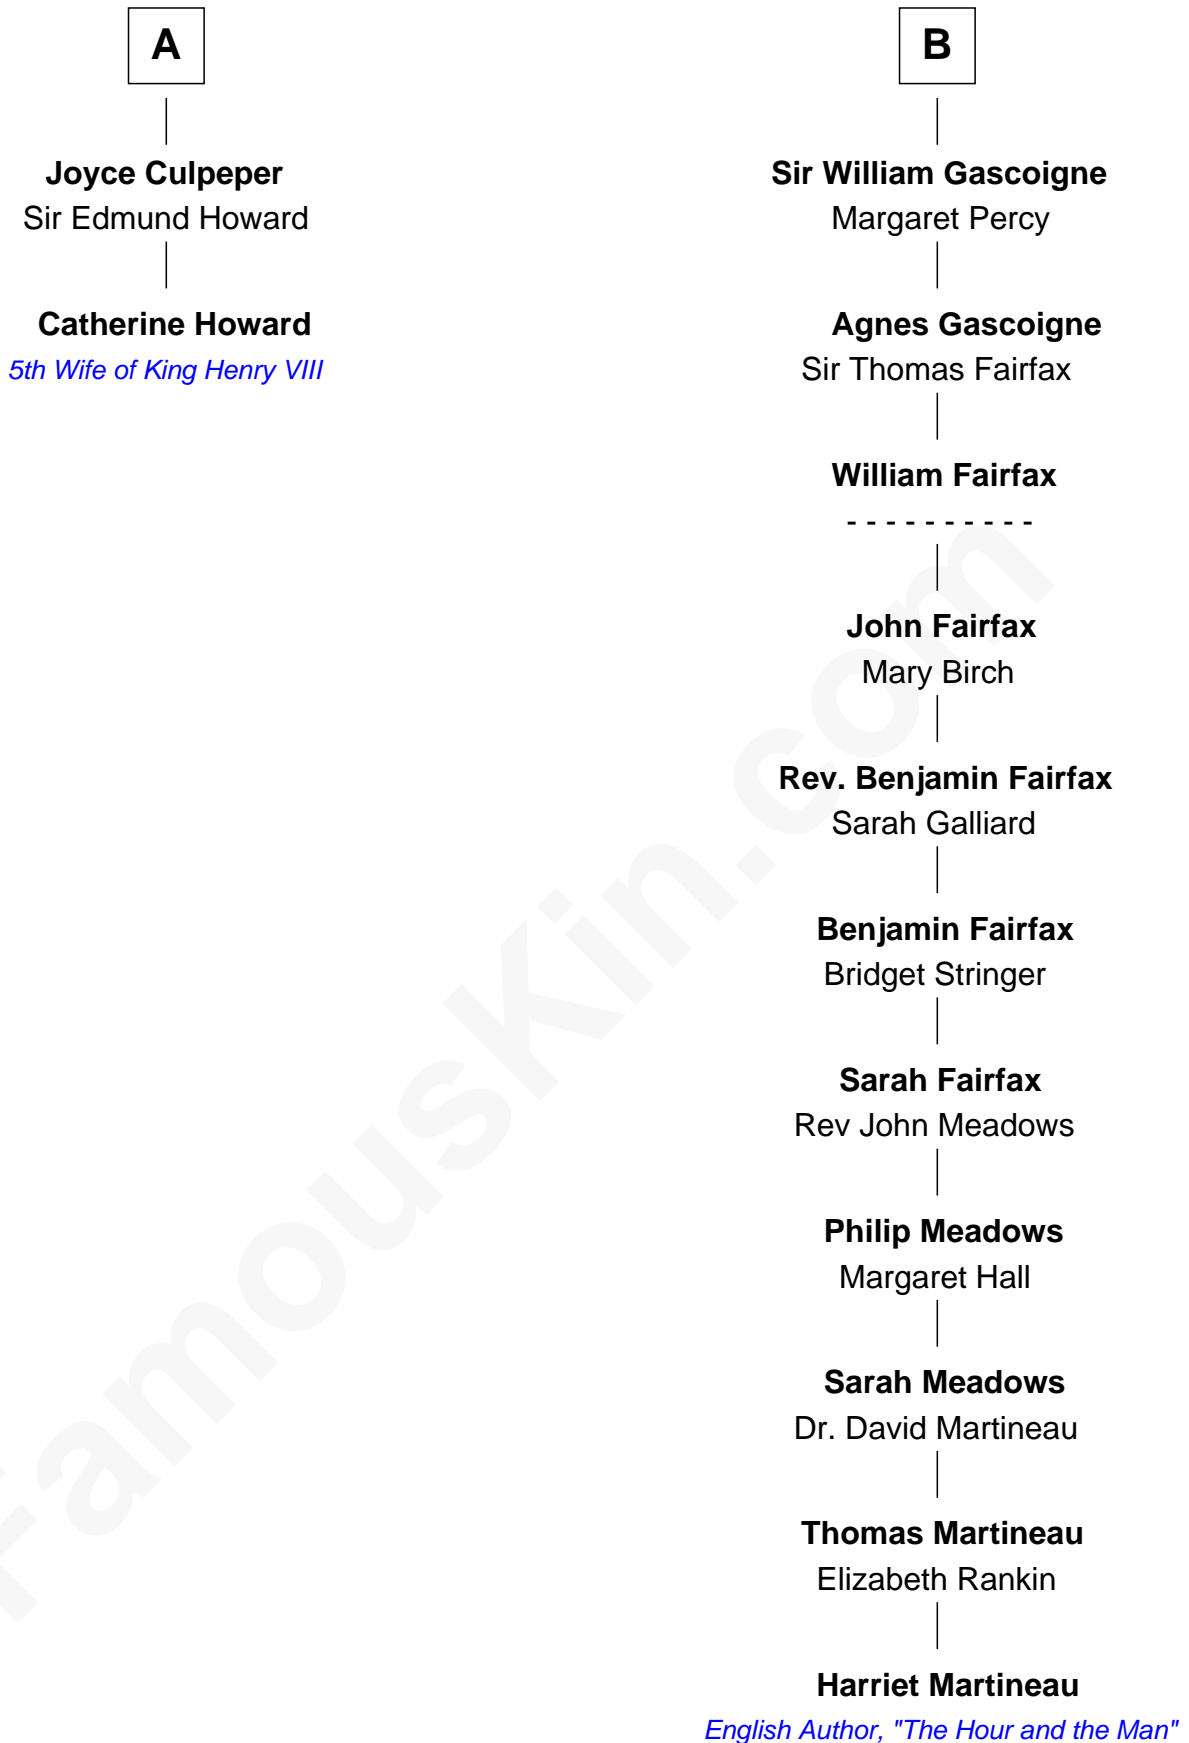 A
Joyce Culpeper
Sir Edmund Howard
Catherine Howard
5th Wife of King Henry VIII
B
Sir William Gascoigne
Margaret Percy
Agnes Gascoigne
Sir Thomas Fairfax
William Fairfax
- - - - - - - - - -
John Fairfax
Mary Birch
Rev. Benjamin Fairfax
Sarah Galliard
Benjamin Fairfax
Bridget Stringer
Sarah Fairfax
Rev John Meadows
Philip Meadows
Margaret Hall
Sarah Meadows
Dr. David Martineau
Thomas Martineau
Elizabeth Rankin
Harriet Martineau
English Author, "The Hour and the Man"
FamousKin.com